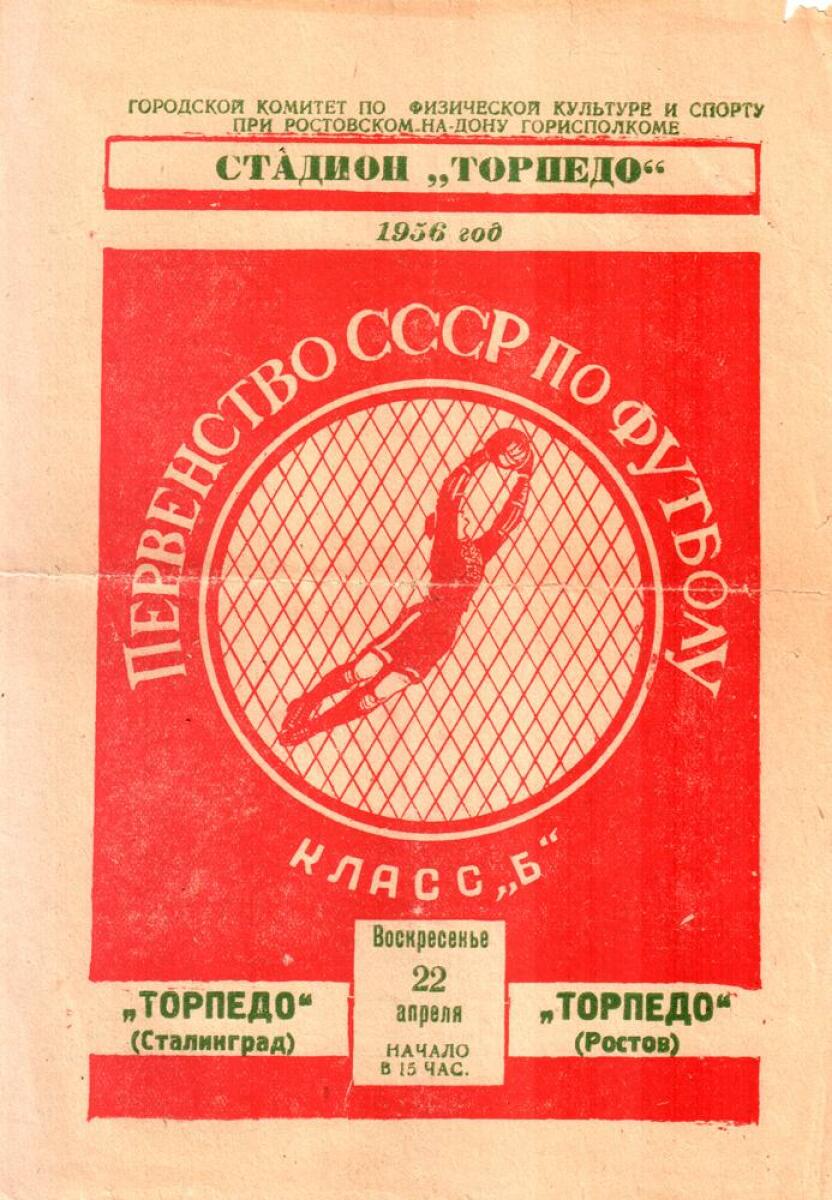 ГОРОДСКОЙ КОМИТЕТ ПО ФИЗИЧЕСКОЙ КУЛЬТУРЕ И СПОРТУ
ПРИ РОСТОВСКОМ-НА-ДОНУ ГОРИСПОЛКОМЕ
СТАДИОН „ТОРПЕДО“
1956 год
ПЕРВЕНСТВО СССР ПО ФУТБОЛУ
КЛАСС „Б“
Воскресенье
22
апреля
НАЧАЛО
В 15 ЧАС.
„ТОРПЕДО“
(Сталинград)
„ТОРПЕДО“
(Ростов)